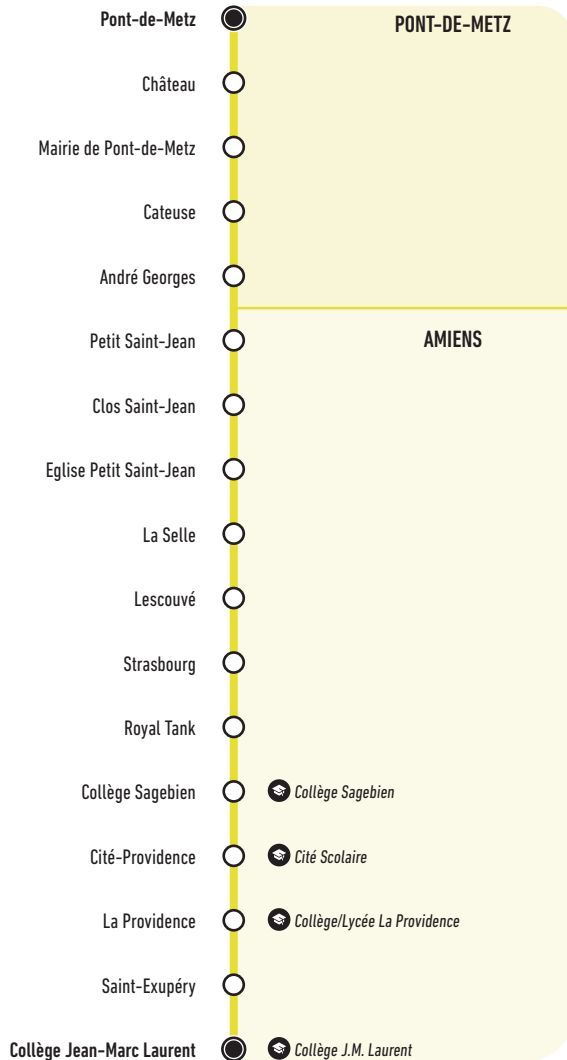 Pont-de-Metz
PONT-DE-METZ
Château
Mairie de Pont-de-Metz
Cateuse
André Georges
Petit Saint-Jean
AMIENS
Clos Saint-Jean
Eglise Petit Saint-Jean
La Selle
Lescouvé
Strasbourg
Royal Tank
Collège Sagebien
Collège Sagebien
Cité-Providence
Cité Scolaire
La Providence
Collège/Lycée La Providence
Saint-Exupéry
Collège Jean-Marc Laurent
Collège J.M. Laurent